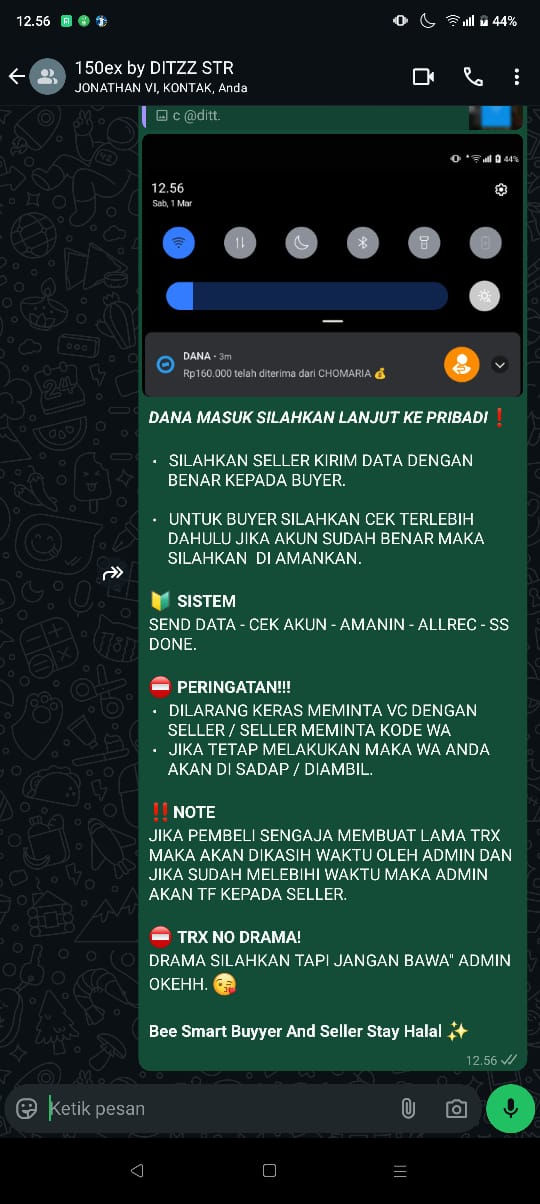 12.56
44%
150ex by DITZZ STR
JONATHAN VI, KONTAK, Anda
c @ditt.
44%
12.56
Sab, 1 Mar
DANA • 3m
Rp160.000 telah diterima dari CHOMARIA 💰
DANA MASUK SILAHKAN LANJUT KE PRIBADI❗
• SILAHKAN SELLER KIRIM DATA DENGAN
BENAR KEPADA BUYER.
• UNTUK BUYER SILAHKAN CEK TERLEBIH
DAHULU JIKA AKUN SUDAH BENAR MAKA
SILAHKAN DI AMANKAN.
🔰 SISTEM
SEND DATA - CEK AKUN - AMANIN - ALLREC - SS
DONE.
⛔ PERINGATAN!!!
• DILARANG KERAS MEMINTA VC DENGAN
SELLER / SELLER MEMINTA KODE WA
• JIKA TETAP MELAKUKAN MAKA WA ANDA
AKAN DI SADAP / DIAMBIL.
‼️NOTE
JIKA PEMBELI SENGAJA MEMBUAT LAMA TRX
MAKA AKAN DIKASIH WAKTU OLEH ADMIN DAN
JIKA SUDAH MELEBIHI WAKTU MAKA ADMIN
AKAN TF KEPADA SELLER.
⛔ TRX NO DRAMA!
DRAMA SILAHKAN TAPI JANGAN BAWA" ADMIN
OKEHH. 😘
Bee Smart Buyyer And Seller Stay Halal ✨
12.56
Ketik pesan